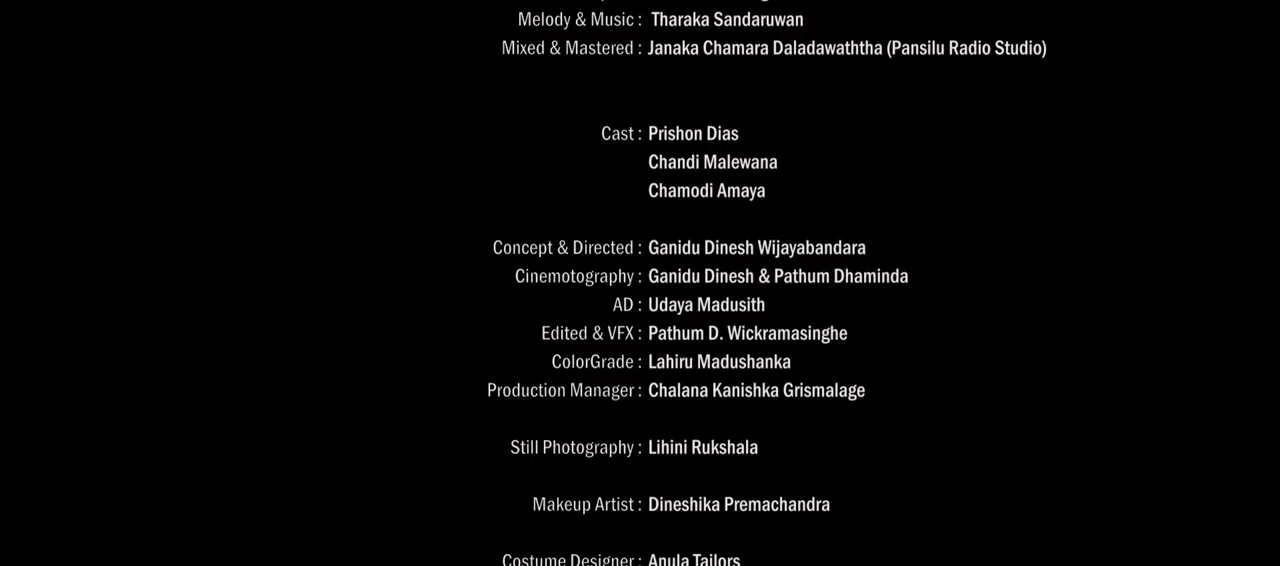 Melody & Music : Tharaka Sandaruwan
Mixed & Mastered : Janaka Chamara Daladawaththa (Pansilu Radio Studio)
Cast : Prishon Dias
Chandi Malewana
Chamodi Amaya
Concept & Directed : Ganidu Dinesh Wijayabandara
Cinemotography : Ganidu Dinesh & Pathum Dhaminda
AD : Udaya Madusith
Edited & VFX : Pathum D. Wickramasinghe
ColorGrade : Lahiru Madushanka
Production Manager : Chalana Kanishka Grismalage
Still Photography : Lihini Rukshala
Makeup Artist : Dineshika Premachandra
Costume Designer : Anula Tailors